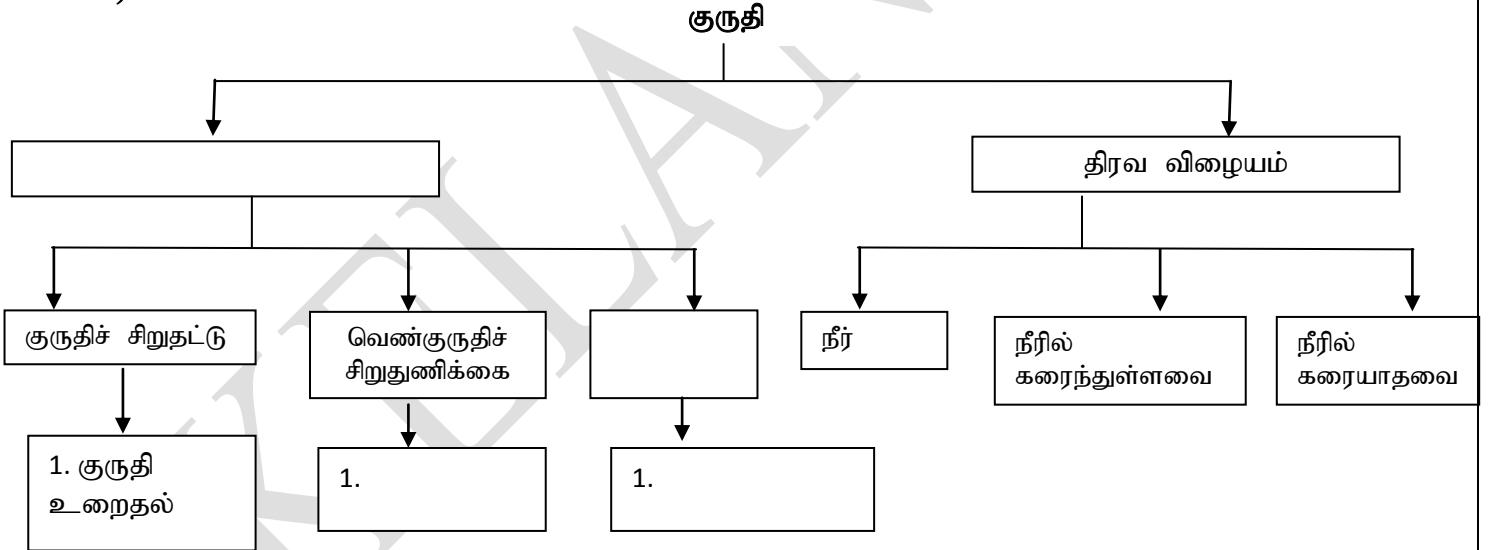 குருதி
திரவ விழையம்
குருதிச் சிறுதட்டு
வெண்குருதிச்
சிறுதுணிக்கை
நீர்
நீரில்
கரைந்துள்ளவை
நீரில்
கரையாதவை
1. குருதி
உறைதல்
1.
1.